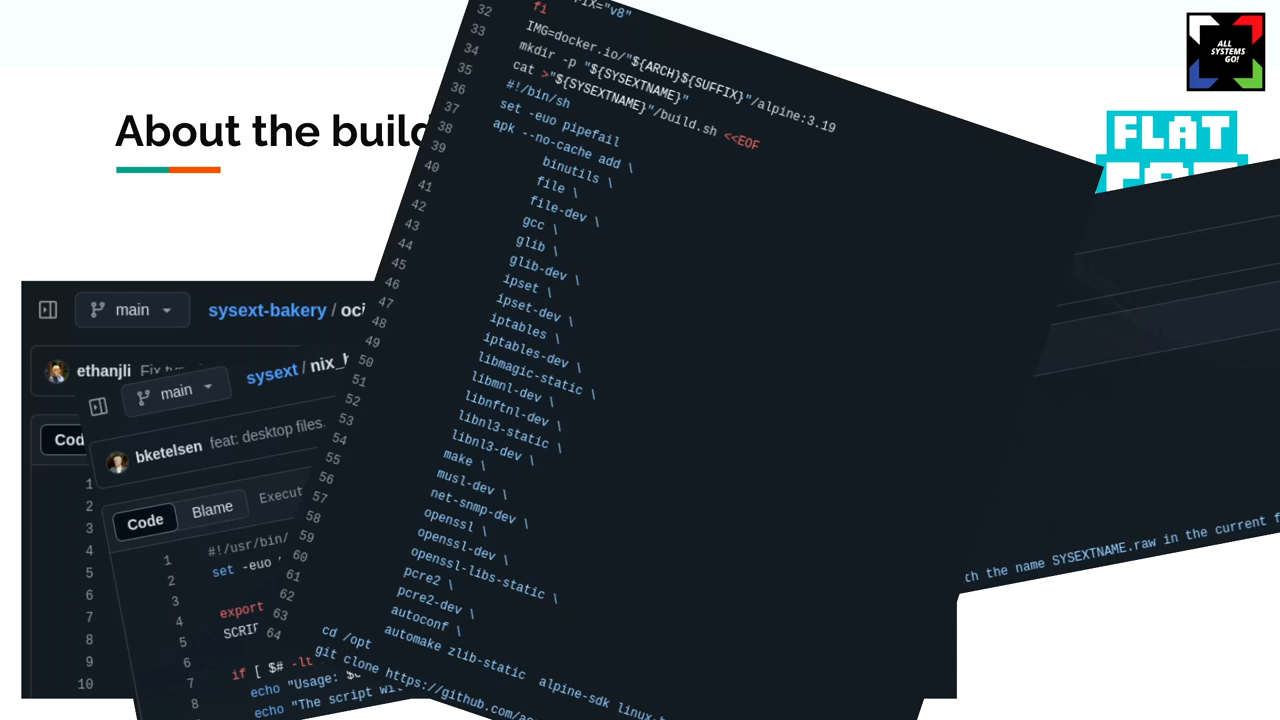 ALL
SYSTEMS
GO!
About the build
FLAT
main
sysext-bakery /
ethanljli Fix
Code
1
2
3
4
5
6
7
8
9
10
main
sysext /
bketelsen feat: desktop files,
Code Blame
1 #!/usr/bin/
2 set -euo
3
4 export
5
6
7 if [ $# -lt
8 echo "Usage:
echo "The script
32 "v8"
33 fi
34 IMG=docker.io/"${ARCH}${SUFFIX}"/alpine:3.19
35 mkdir -p "${SYSEXTNAME}"
36 cat >"${SYSEXTNAME}"/build.sh <<EOF
37 #!/bin/sh
38 set -euo pipefail
39 apk --no-cache add \
40 binutils \
41 file \
42 file-dev \
43 gcc \
44 glib \
45 glib-dev \
46 ipset \
47 ipset-dev \
48 iptables \
49 iptables-dev \
50 libmagic-static \
51 libmnl-dev \
52 libnftnl-dev \
53 libnl3-static \
54 libnl3-dev \
55 make \
56 musl-dev \
57 net-snmp-dev \
58 openssl \
59 openssl-dev \
60 openssl-libs-static \
61 pcre2 \
62 pcre2-dev \
63 autoconf \
64 automake zlib-static alpine-sdk
cd /opt
git clone https://github.com/
the name SYSEXTNAME.raw in the current